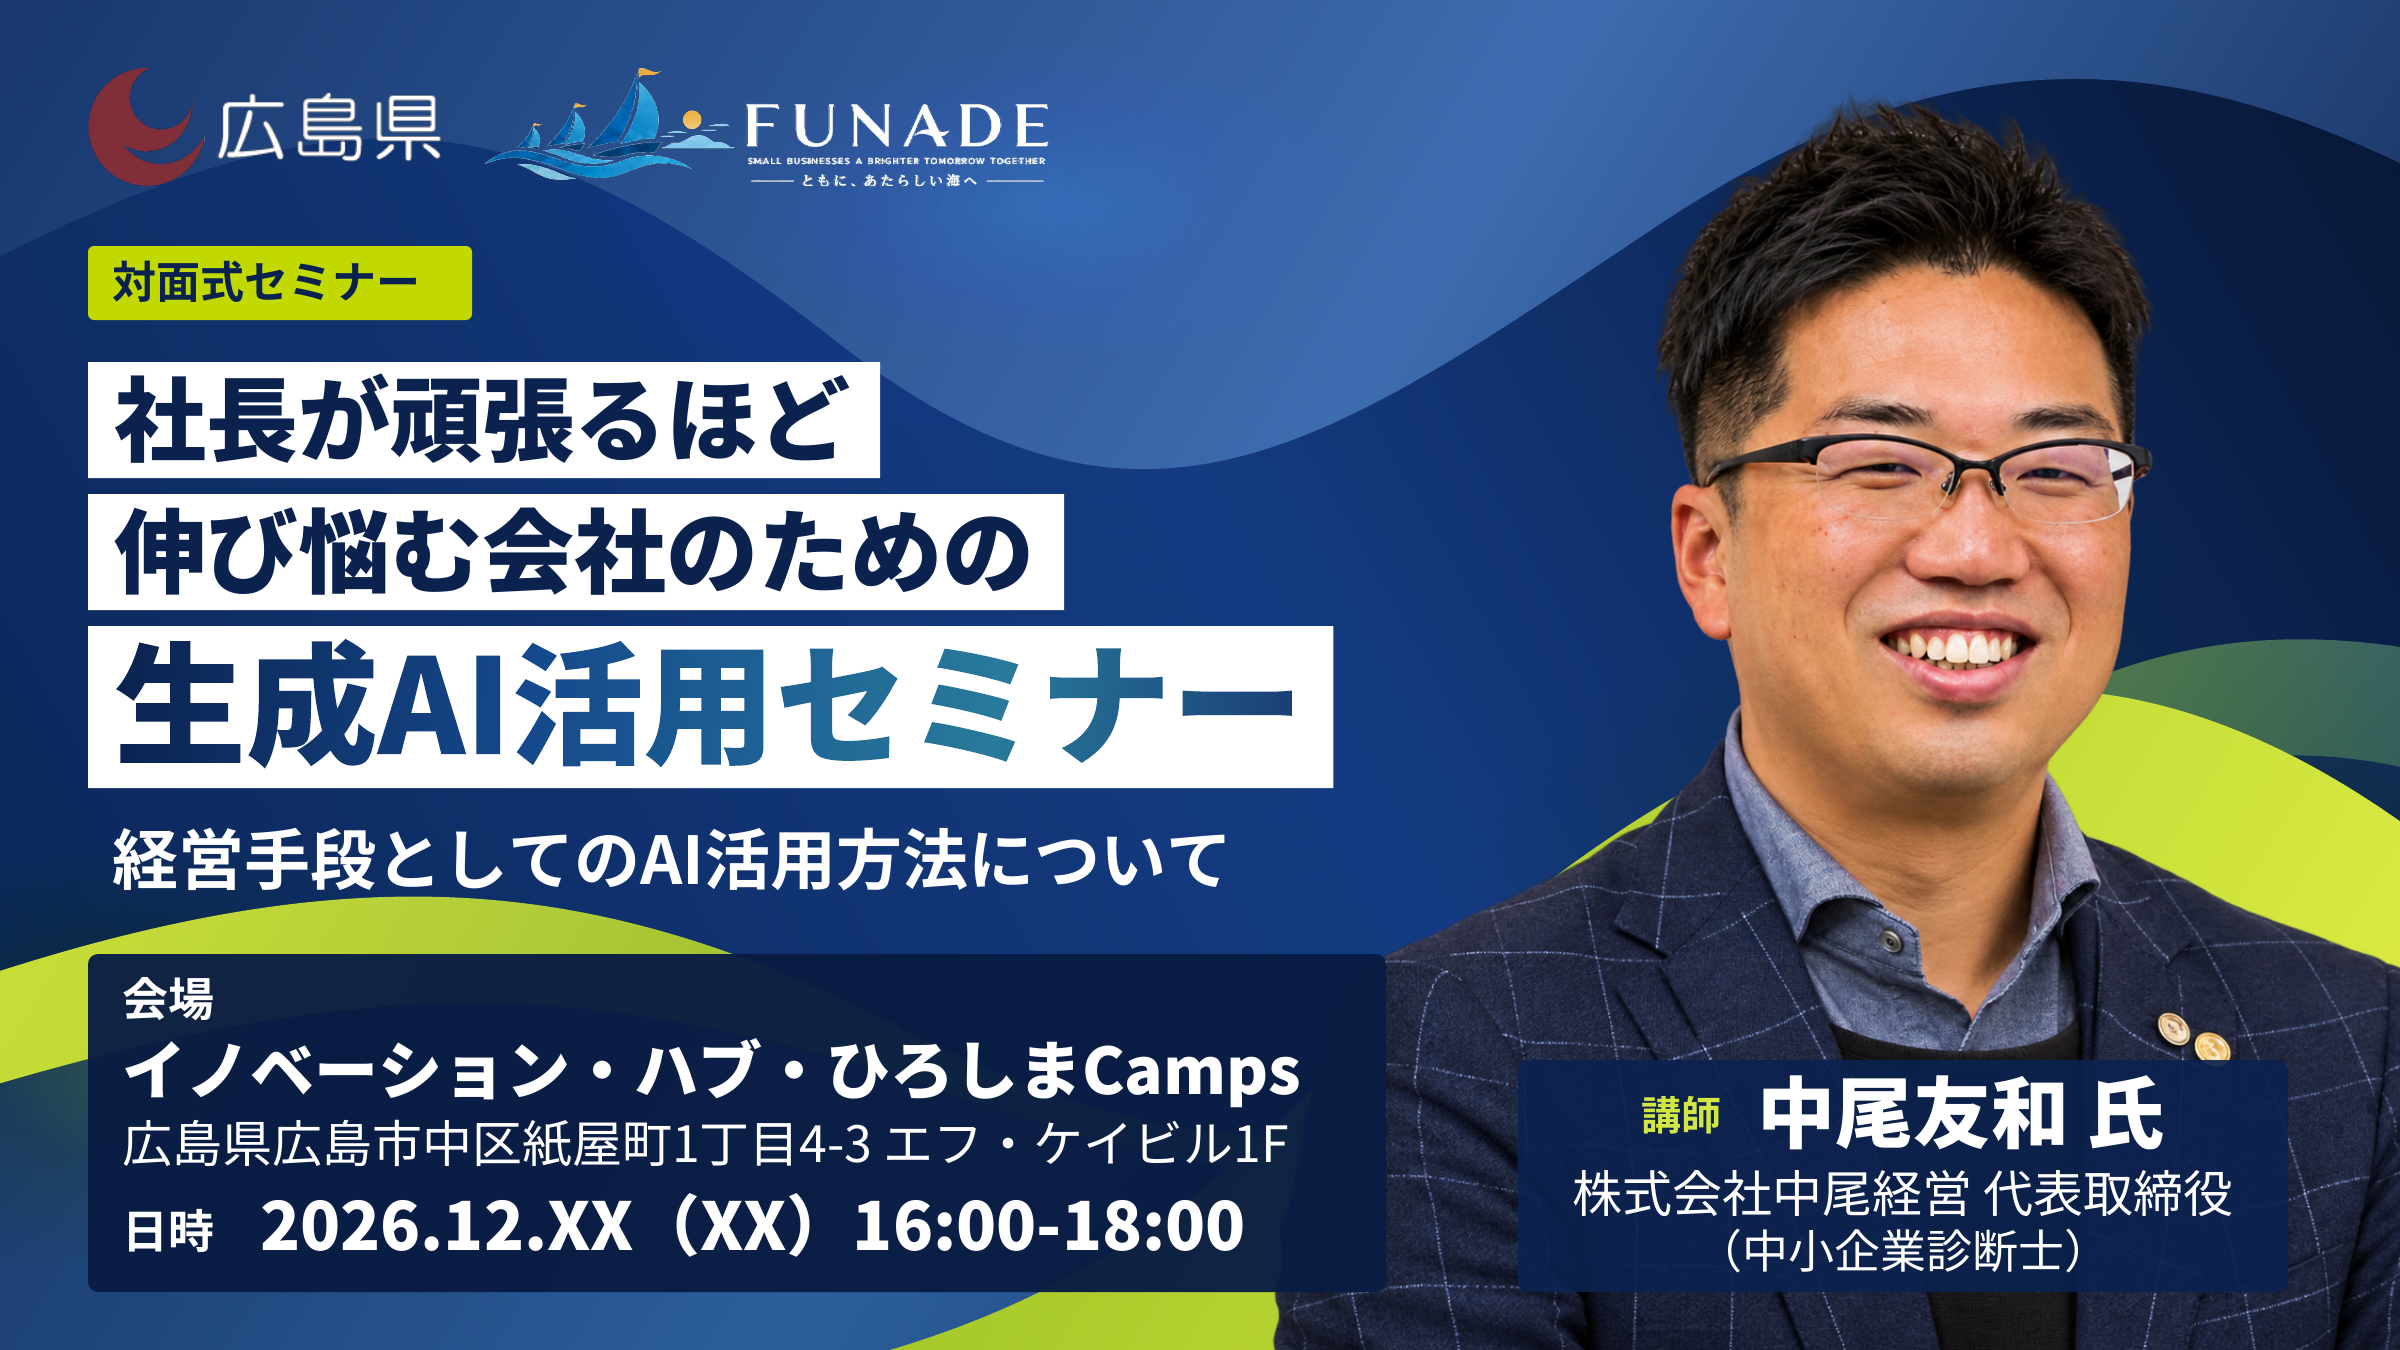 広島県
FUNADE
SMALL BUSINESSES A BRIGHTER TOMORROW TOGETHER
ともに、あたらしい海へ
対面式セミナー
社長が頑張るほど
伸び悩む会社のための
生成AI活用セミナー
経営手段としてのAI活用方法について
会場
イノベーション・ハブ・ひろしまCamps
広島県広島市中区紙屋町1丁目4-3 エフ・ケイビル1F
日時 2026.12.XX（XX）16:00-18:00
講師 中尾友和 氏
株式会社中尾経営 代表取締役
（中小企業診断士）